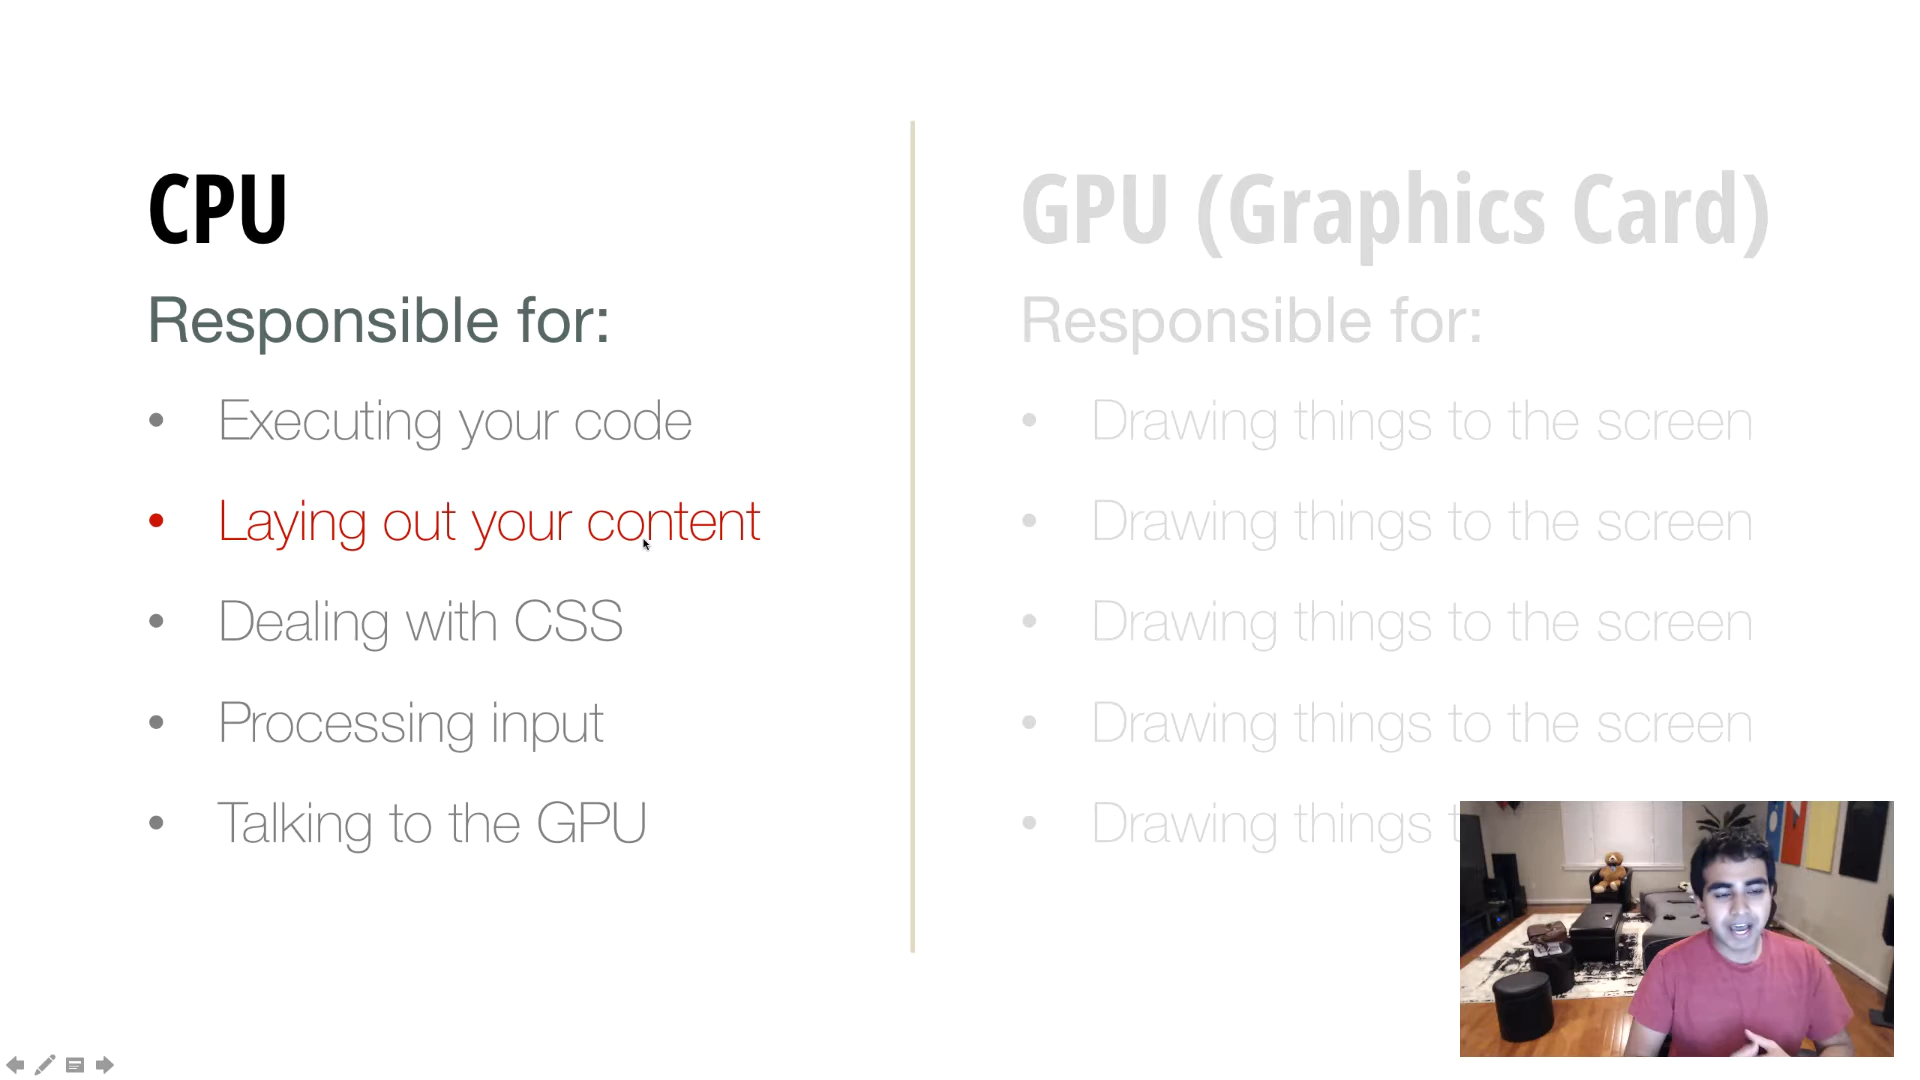 CPU
Responsible for:
• Executing your code
• Laying out your content
• Dealing with CSS
• Processing input
• Talking to the GPU
GPU (Graphics Card)
Responsible for:
• Drawing things to the screen
• Drawing things to the screen
• Drawing things to the screen
• Drawing things to the screen
• Drawing things